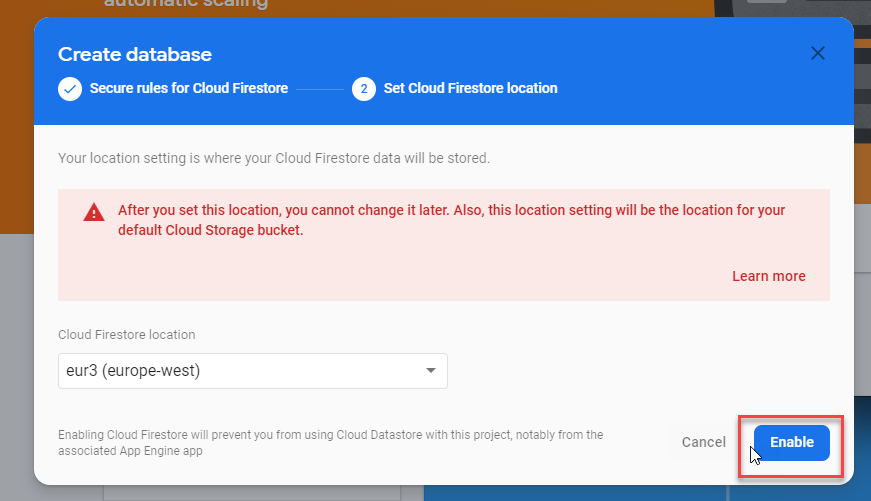 automatic scaling
Create database
Secure rules for Cloud Firestore
2 Set Cloud Firestore location
Your location setting is where your Cloud Firestore data will be stored.
After you set this location, you cannot change it later. Also, this location setting will be the location for your
default Cloud Storage bucket.
Learn more
Cloud Firestore location
eur3 (europe-west)
Enabling Cloud Firestore will prevent you from using Cloud Datastore with this project, notably from the
associated App Engine app
Cancel
Enable